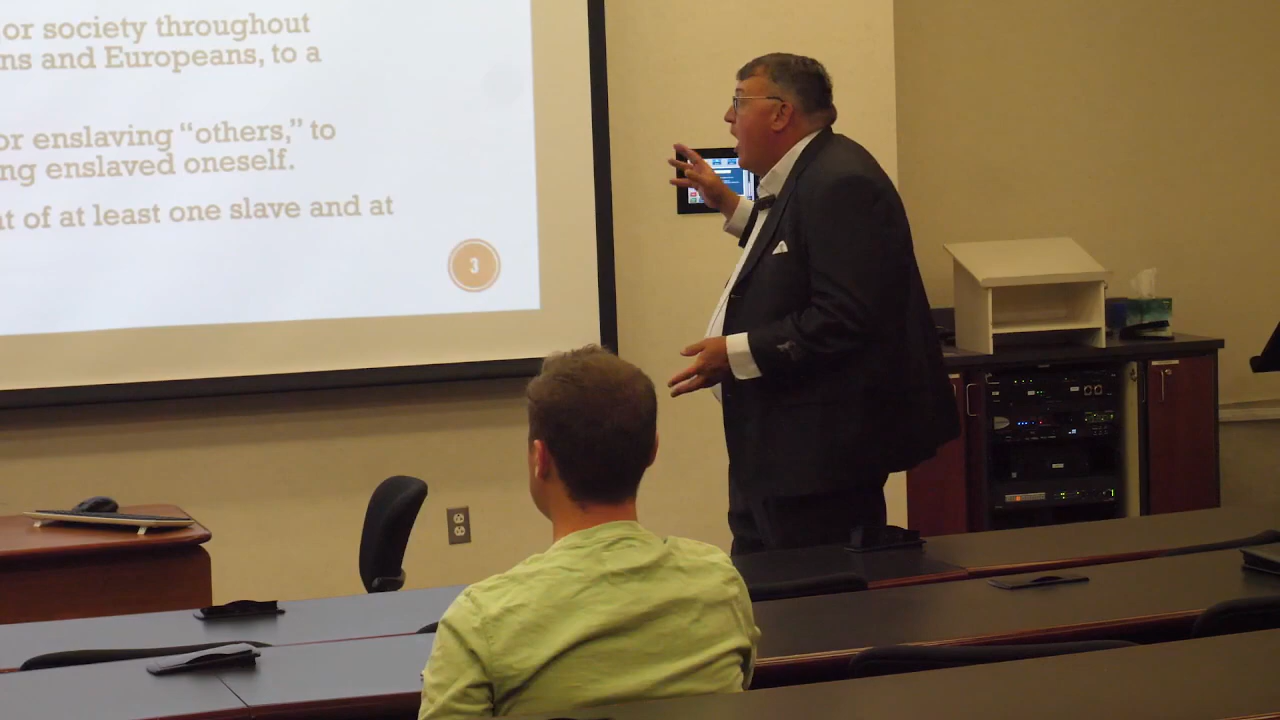 or society throughout
ns and Europeans, to a
or enslaving “others,” to
ng enslaved oneself.
t of at least one slave and at
3